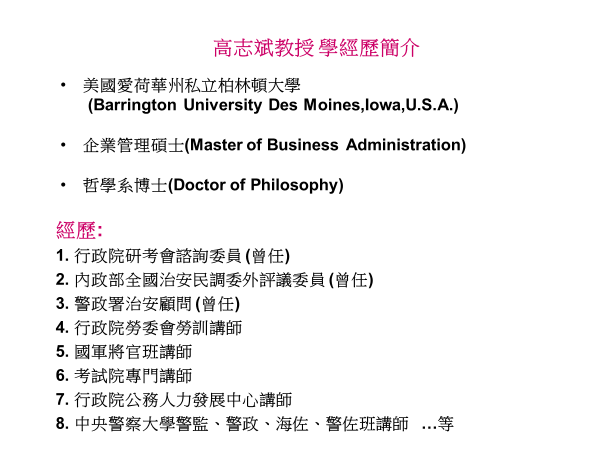 高志斌教授 學經歷簡介
• 美國愛荷華州私立柏林頓大學
(Barrington University Des Moines,Iowa,U.S.A.)
• 企業管理碩士(Master of Business Administration)
• 哲學系博士(Doctor of Philosophy)
經歷:
1. 行政院研考會諮詢委員 (曾任)
2. 內政部全國治安民調委外評議委員 (曾任)
3. 警政署治安顧問 (曾任)
4. 行政院勞委會勞訓講師
5. 國軍將官班講師
6. 考試院專門講師
7. 行政院公務人力發展中心講師
8. 中央警察大學警監、警政、海佐、警佐班講師 …等